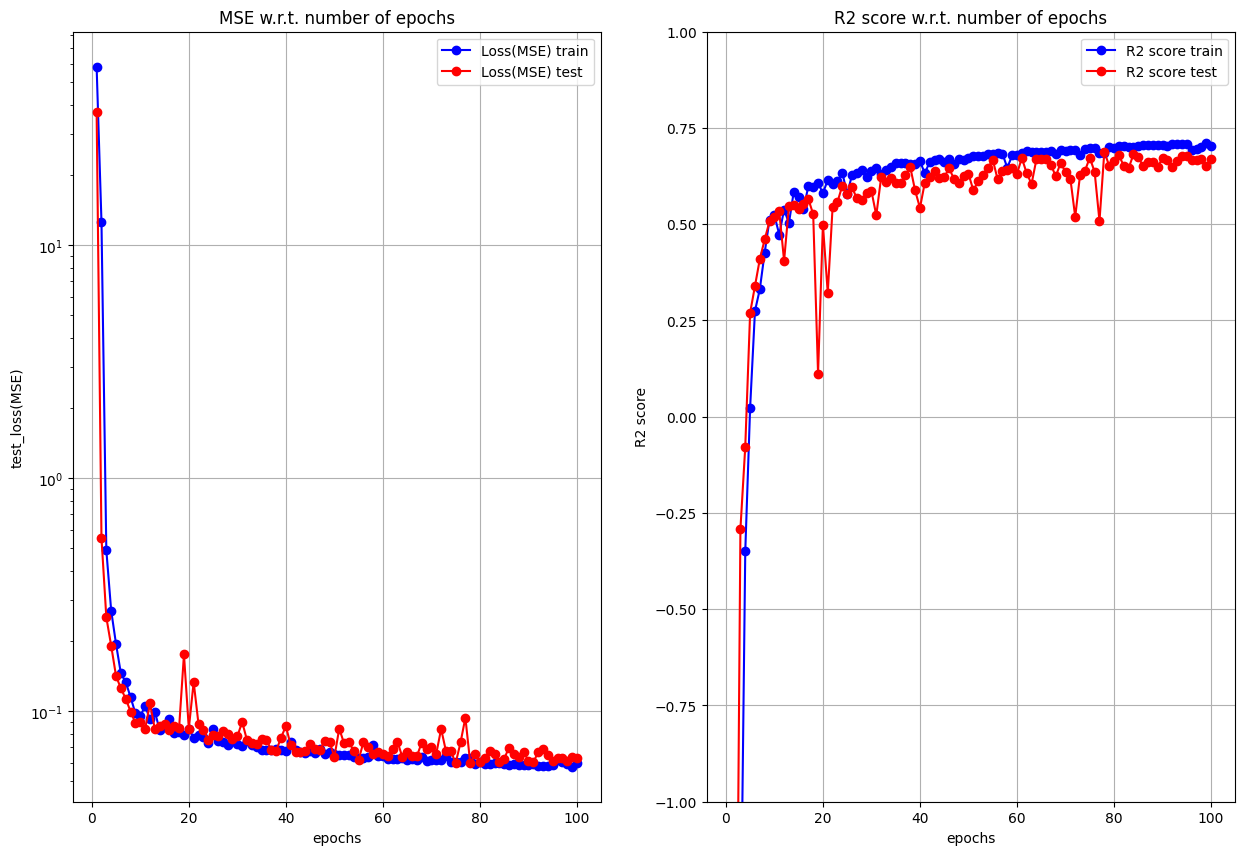 MSE w.r.t. number of epochs
Loss(MSE) train
Loss(MSE) test
10¹
10⁰
10⁻¹
test_loss(MSE)
0 20 40 60 80 100
epochs
R2 score w.r.t. number of epochs
R2 score train
R2 score test
1.00
0.75
0.50
0.25
0.00
−0.25
−0.50
−0.75
−1.00
R2 score
0 20 40 60 80 100
epochs